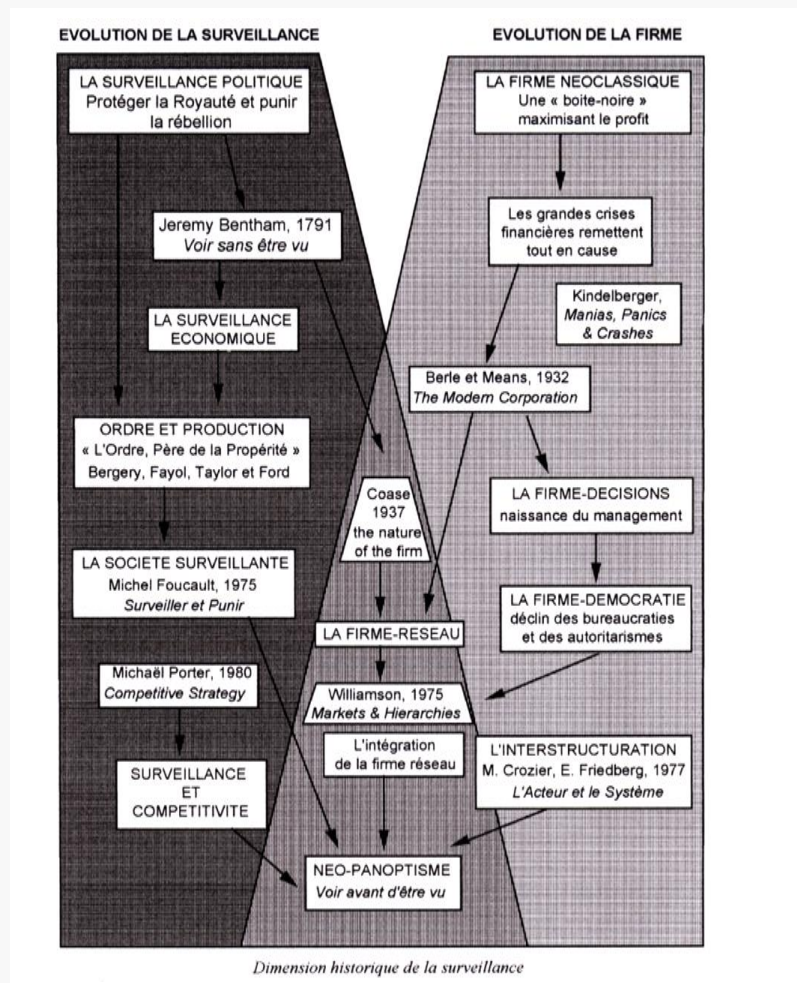 EVOLUTION DE LA SURVEILLANCE
EVOLUTION DE LA FIRME
LA SURVEILLANCE POLITIQUE
Protéger la Royauté et punir
la rébellion
LA FIRME NEOCLASSIQUE
Une « boite-noire »
maximisant le profit
Jeremy Bentham, 1791
Voir sans être vu
Les grandes crises
financières remettent
tout en cause
Kindelberger,
Manias, Panics
& Crashes
LA SURVEILLANCE
ECONOMIQUE
Berle et Means, 1932
The Modern Corporation
ORDRE ET PRODUCTION
« L'Ordre, Père de la Propérité »
Bergery, Fayol, Taylor et Ford
Coase
1937
the nature
of the firm
LA FIRME-DECISIONS
naissance du management
LA SOCIETE SURVEILLANTE
Michel Foucault, 1975
Surveiller et Punir
LA FIRME-DEMOCRATIE
déclin des bureaucraties
et des autoritarismes
LA FIRME-RESEAU
Michaël Porter, 1980
Competitive Strategy
Williamson, 1975
Markets & Hierarchies
L'intégration
de la firme réseau
L'INTERSTRUCTURATION
M. Crozier, E. Friedberg, 1977
L'Acteur et le Système
SURVEILLANCE
ET
COMPETITIVITE
NEO-PANOPTISME
Voir avant d'être vu
Dimension historique de la surveillance